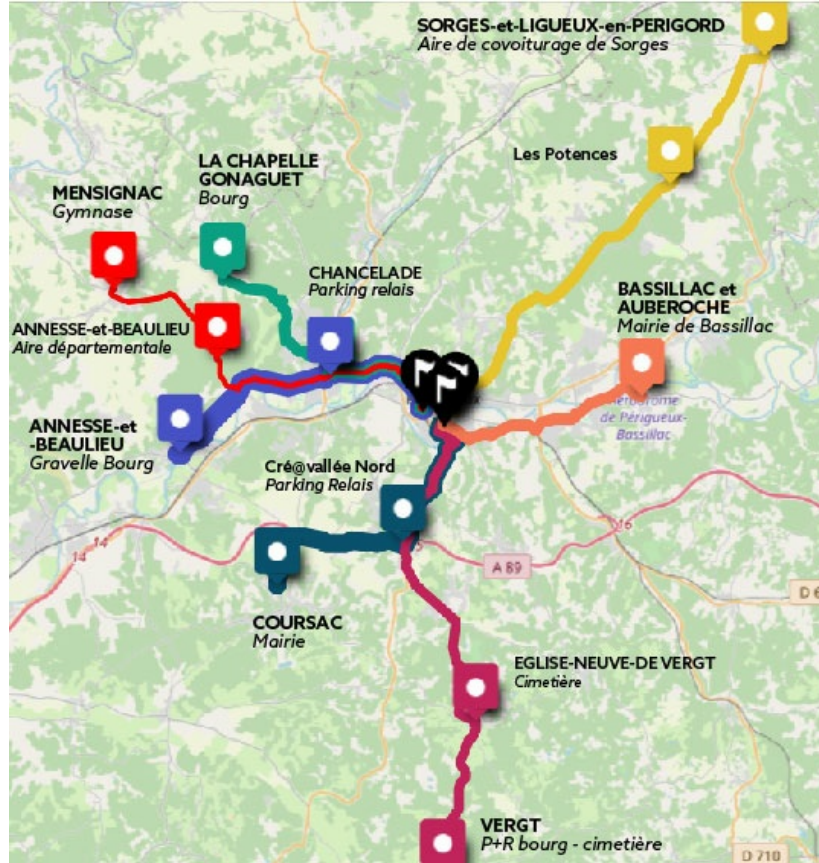 SORGES-et-LIGUEUX-en-PERIGORD
Aire de covoiturage de Sorges
Les Potences
LA CHAPELLE
GONAGUET
Bourg
MENSIGNAC
Gymnase
CHANCELADE
Parking relais
BASSILLAC et
AUBEROCHE
Mairie de Bassillac
ANNESSE-et-BEAULIEU
Aire départementale
de Périgueux-
Bassillac
ANNESSE-et
-BEAULIEU
Gravelle Bourg
Cré@vallée Nord
Parking Relais
16
14
14
A 89
D 6
COURSAC
Mairie
EGLISE-NEUVE-DE VERGT
Cimetière
VERGT
P+R bourg - cimetière
D 710